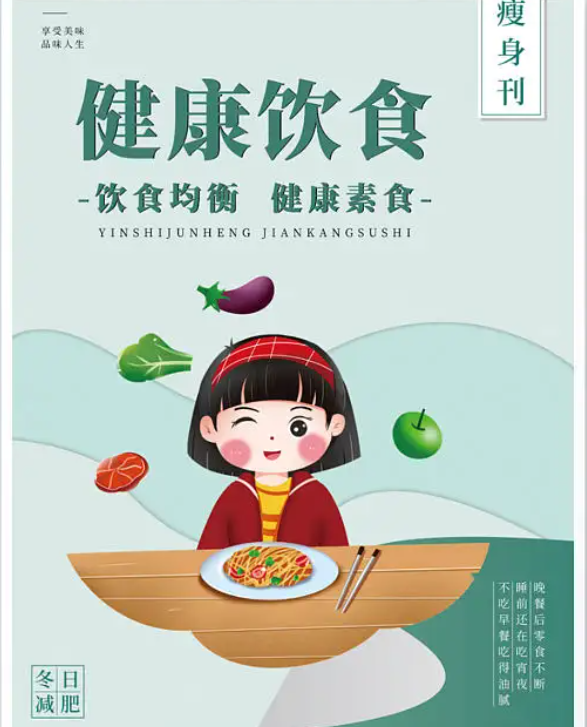 享受美味
品味人生
瘦身刊
健康饮食
-饮食均衡 健康素食-
YINSHIJUNHENG JIANKANGSUSHI
晚餐后零食不断
睡前还在吃宵夜
不吃早餐吃得油腻
冬日
减肥